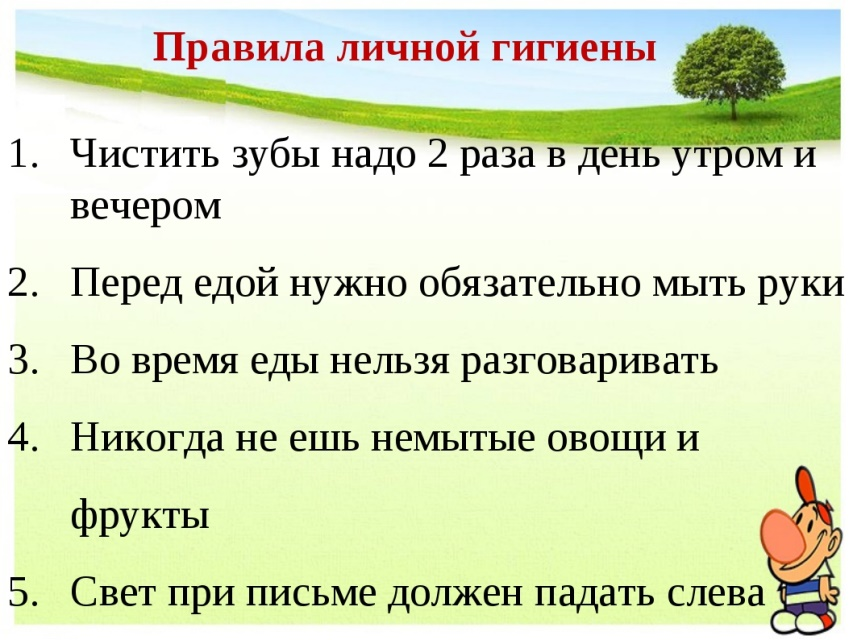 Правила личной гигиены
1. Чистить зубы надо 2 раза в день утром и
вечером
2. Перед едой нужно обязательно мыть руки
3. Во время еды нельзя разговаривать
4. Никогда не ешь немытые овощи и
фрукты
5. Свет при письме должен падать слева